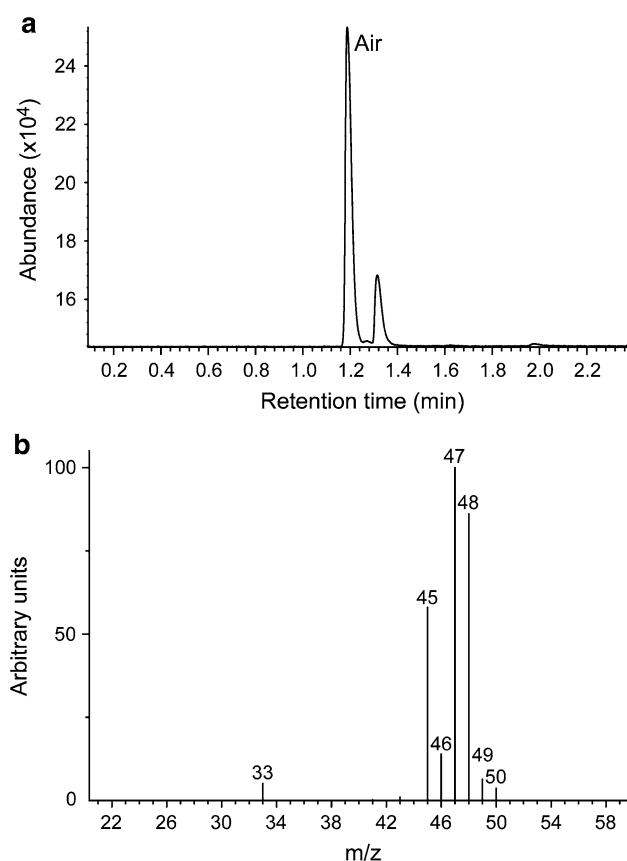 a
Air
Abundance (x10⁴)
24
22
20
18
16
0.2 0.4 0.6 0.8 1.0 1.2 1.4 1.6 1.8 2.0 2.2
Retention time (min)
b
Arbitrary units
100
50
0
47
48
45
46
49
50
33
22 26 30 34 38 42 46 50 54 58
m/z